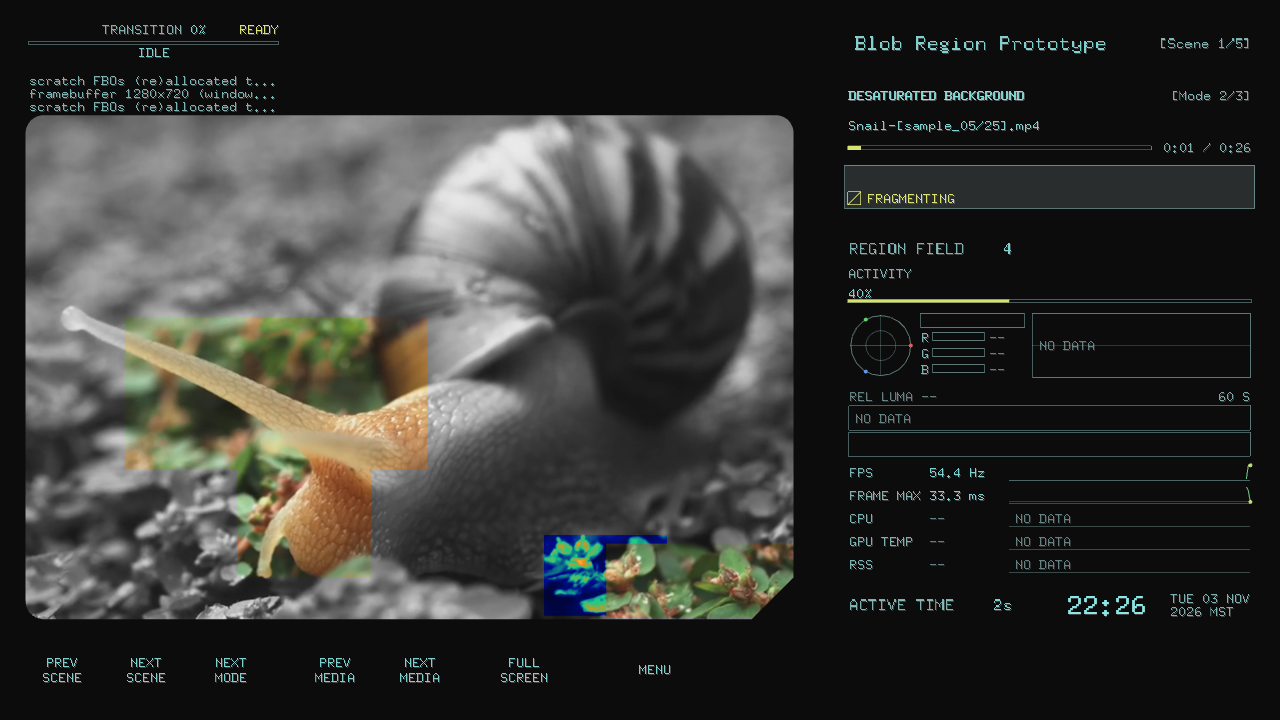 TRANSITION 0% READY
IDLE
scratch FBOs (re)allocated t...
framebuffer 1280x720 (window...
scratch FBOs (re)allocated t...
Blob Region Prototype [Scene 1/5]
DESATURATED BACKGROUND [Mode 2/3]
Snail-[sample_05/25].mp4
0:01 / 0:26
FRAGMENTING
REGION FIELD 4
ACTIVITY
40%
R --
G --
B --
NO DATA
REL LUMA -- 60 S
NO DATA
FPS 54.4 Hz
FRAME MAX 33.3 ms
CPU -- NO DATA
GPU TEMP -- NO DATA
RSS -- NO DATA
ACTIVE TIME 2s 22:26 TUE 03 NOV
2026 MST
PREV SCENE
NEXT SCENE
NEXT MODE
PREV MEDIA
NEXT MEDIA
FULL SCREEN
MENU